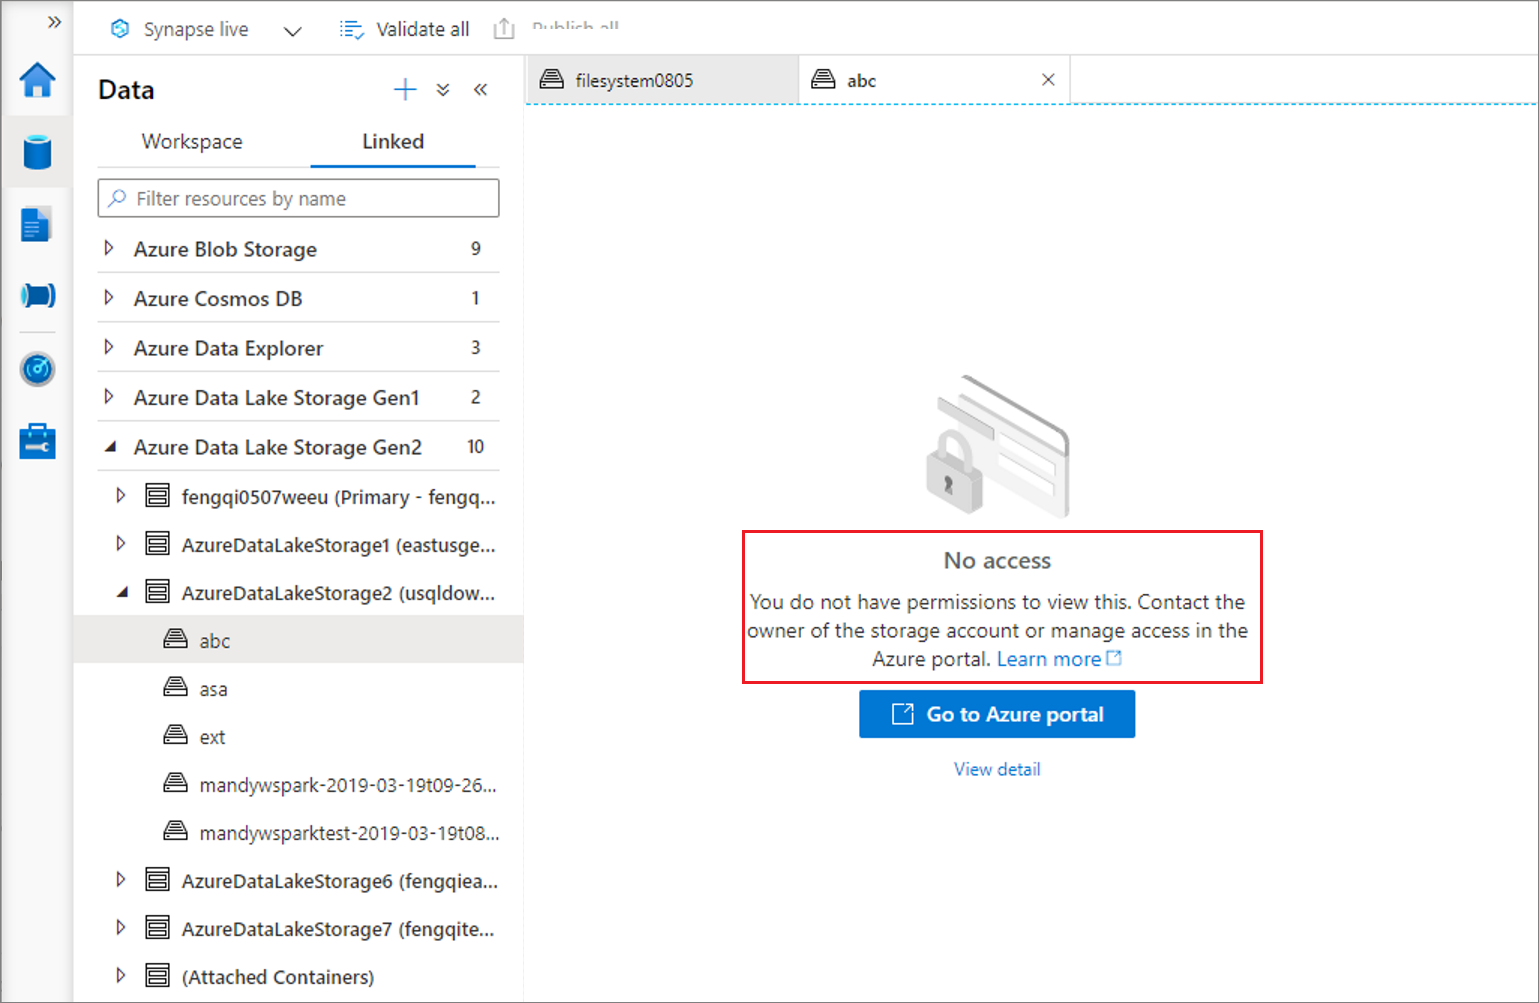 Synapse live
Validate all
Publish all
Data
Workspace
Linked
Filter resources by name
Azure Blob Storage 9
Azure Cosmos DB 1
Azure Data Explorer 3
Azure Data Lake Storage Gen1 2
Azure Data Lake Storage Gen2 10
fengqi0507weeu (Primary - fengq...
AzureDataLakeStorage1 (eastusge...
AzureDataLakeStorage2 (usqldow...
abc
asa
ext
mandywspark-2019-03-19t09-26...
mandywsparktest-2019-03-19t08...
AzureDataLakeStorage6 (fengqiea...
AzureDataLakeStorage7 (fengqite...
(Attached Containers)
filesystem0805
abc
No access
You do not have permissions to view this. Contact the
owner of the storage account or manage access in the
Azure portal. Learn more
Go to Azure portal
View detail